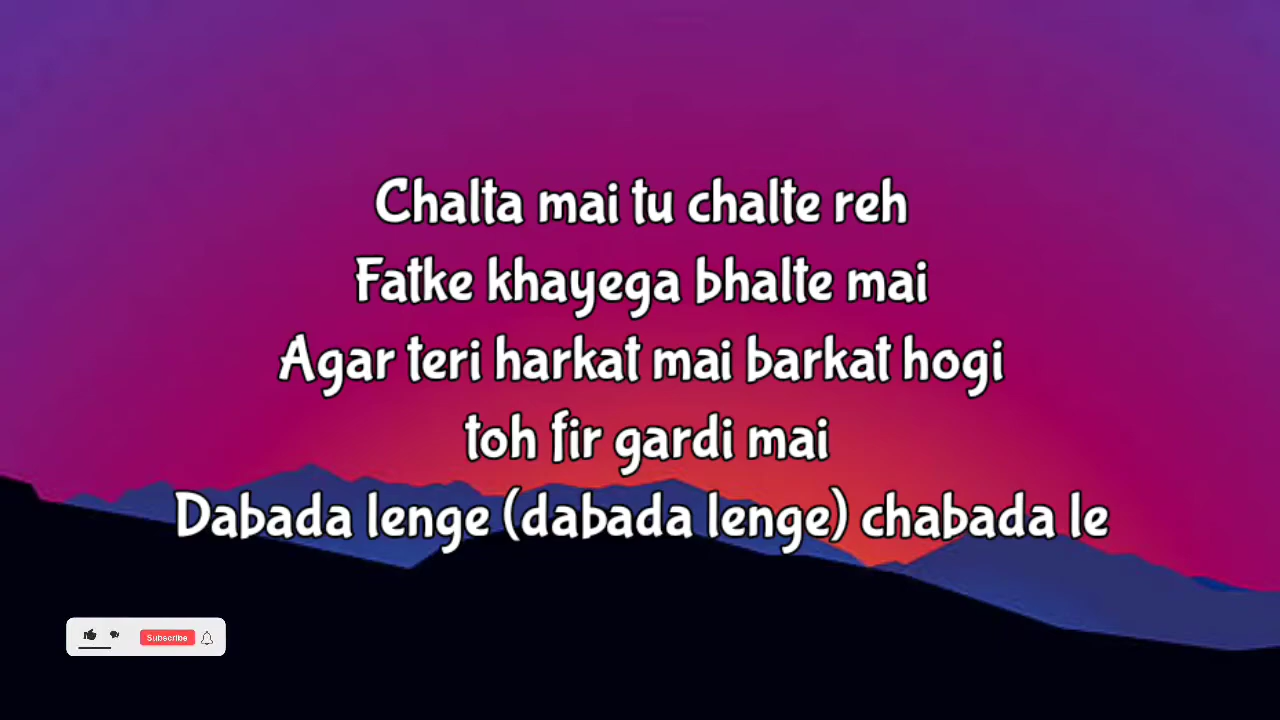 Chalta mai tu chalte reh
Fatke khayega bhalte mai
Agar teri harkat mai barkat hogi
toh fir gardi mai
Dabada lenge (dabada lenge) chabada le
Subscribe